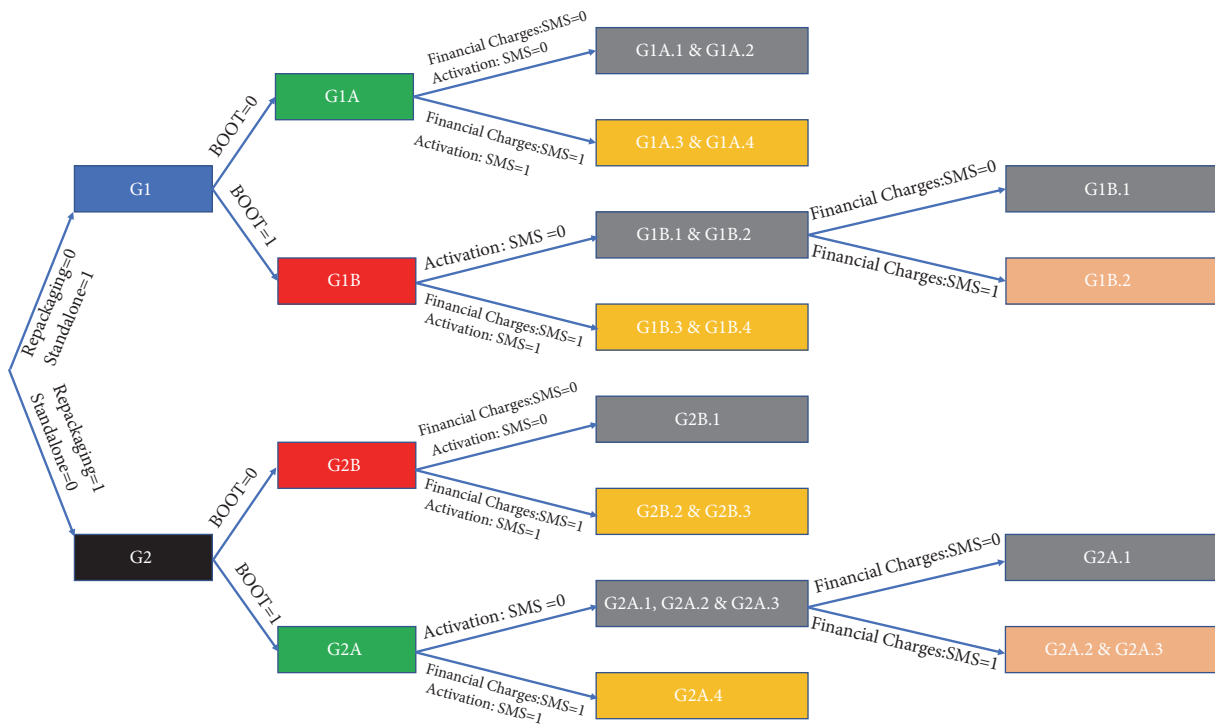 Financial Charges:SMS=0
Activation: SMS=0
G1A.1 & G1A.2
G1A
BOOT=0
Financial Charges:SMS=1
Activation: SMS=1
G1A.3 & G1A.4
G1
BOOT=1
Repackaging=0
Standalone=1
Activation: SMS =0
G1B.1 & G1B.2
Financial Charges:SMS=0
G1B.1
Financial Charges:SMS=1
G1B.2
G1B
Financial Charges:SMS=1
Activation: SMS=1
G1B.3 & G1B.4
Repackaging=1
Standalone=0
Financial Charges:SMS=0
Activation: SMS=0
G2B.1
G2B
BOOT=0
Financial Charges:SMS=1
Activation: SMS=1
G2B.2 & G2B.3
G2
BOOT=1
Activation: SMS =0
G2A.1, G2A.2 & G2A.3
Financial Charges:SMS=0
G2A.1
Financial Charges:SMS=1
G2A.2 & G2A.3
G2A
Financial Charges:SMS=1
Activation: SMS=1
G2A.4